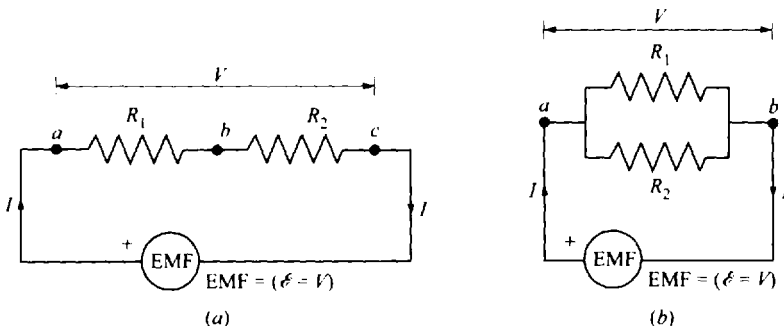 V
R₁
R₂
a
b
c
I
I
+
EMF
EMF = (ℰ = V)
(a)
V
R₁
a
b
R₂
I
I
+
EMF
EMF = (ℰ = V)
(b)